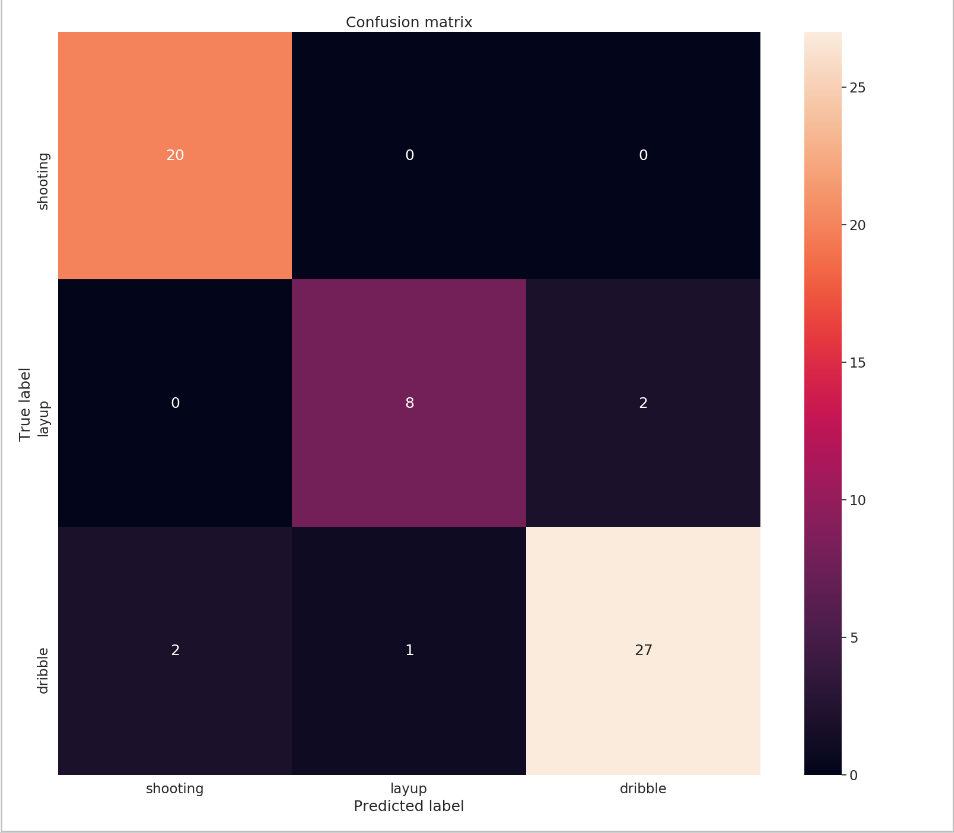 Confusion matrix
True label
shooting
20 0 0
layup
0 8 2
dribble
2 1 27
shooting layup dribble
Predicted label
25
20
15
10
5
0